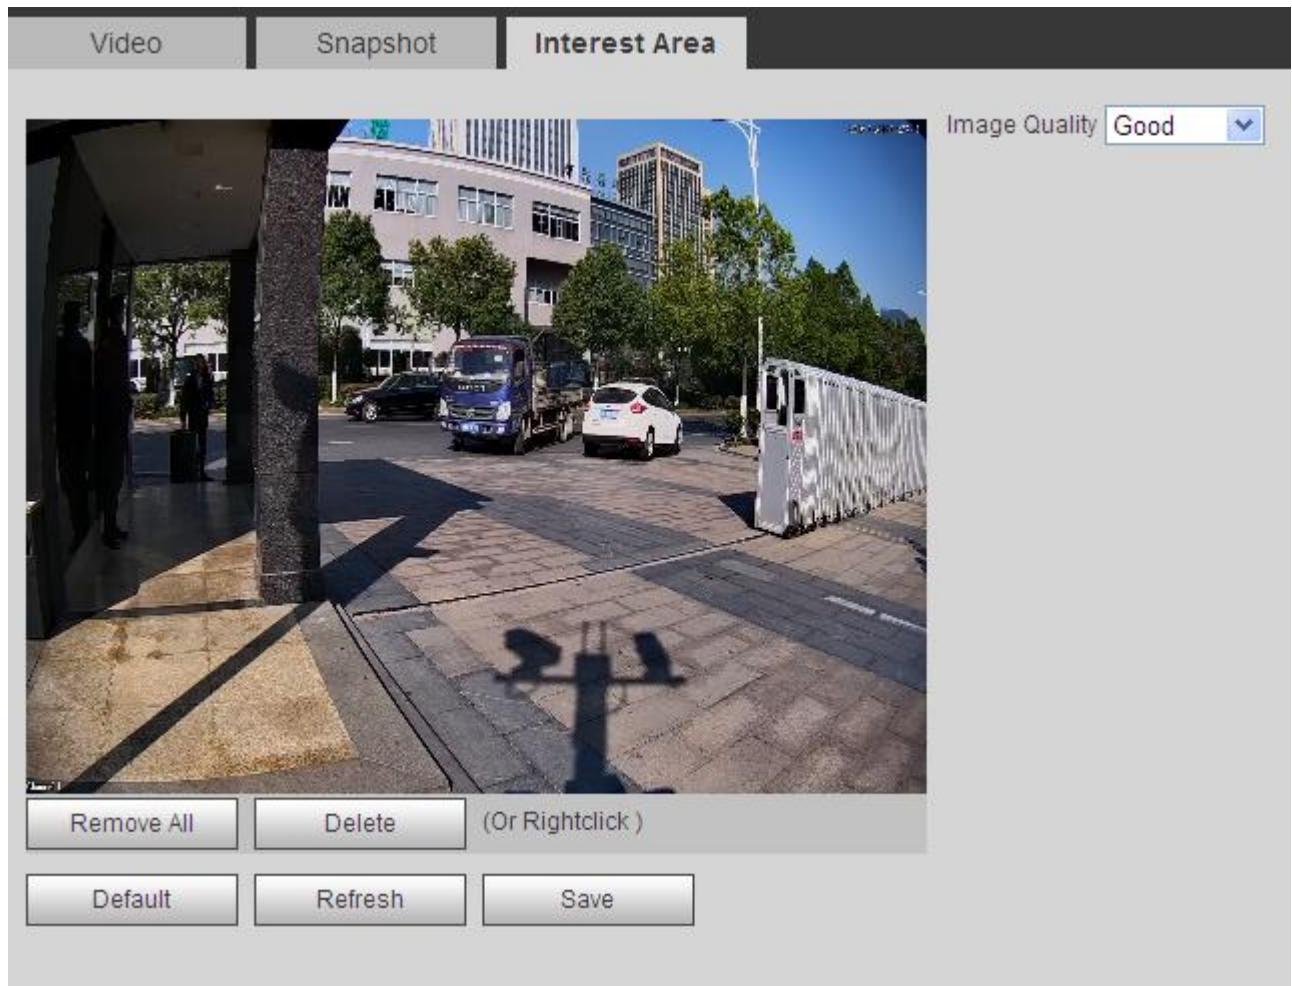 Video Snapshot Interest Area
Image Quality Good
Remove All Delete (Or Rightclick )
Default Refresh Save